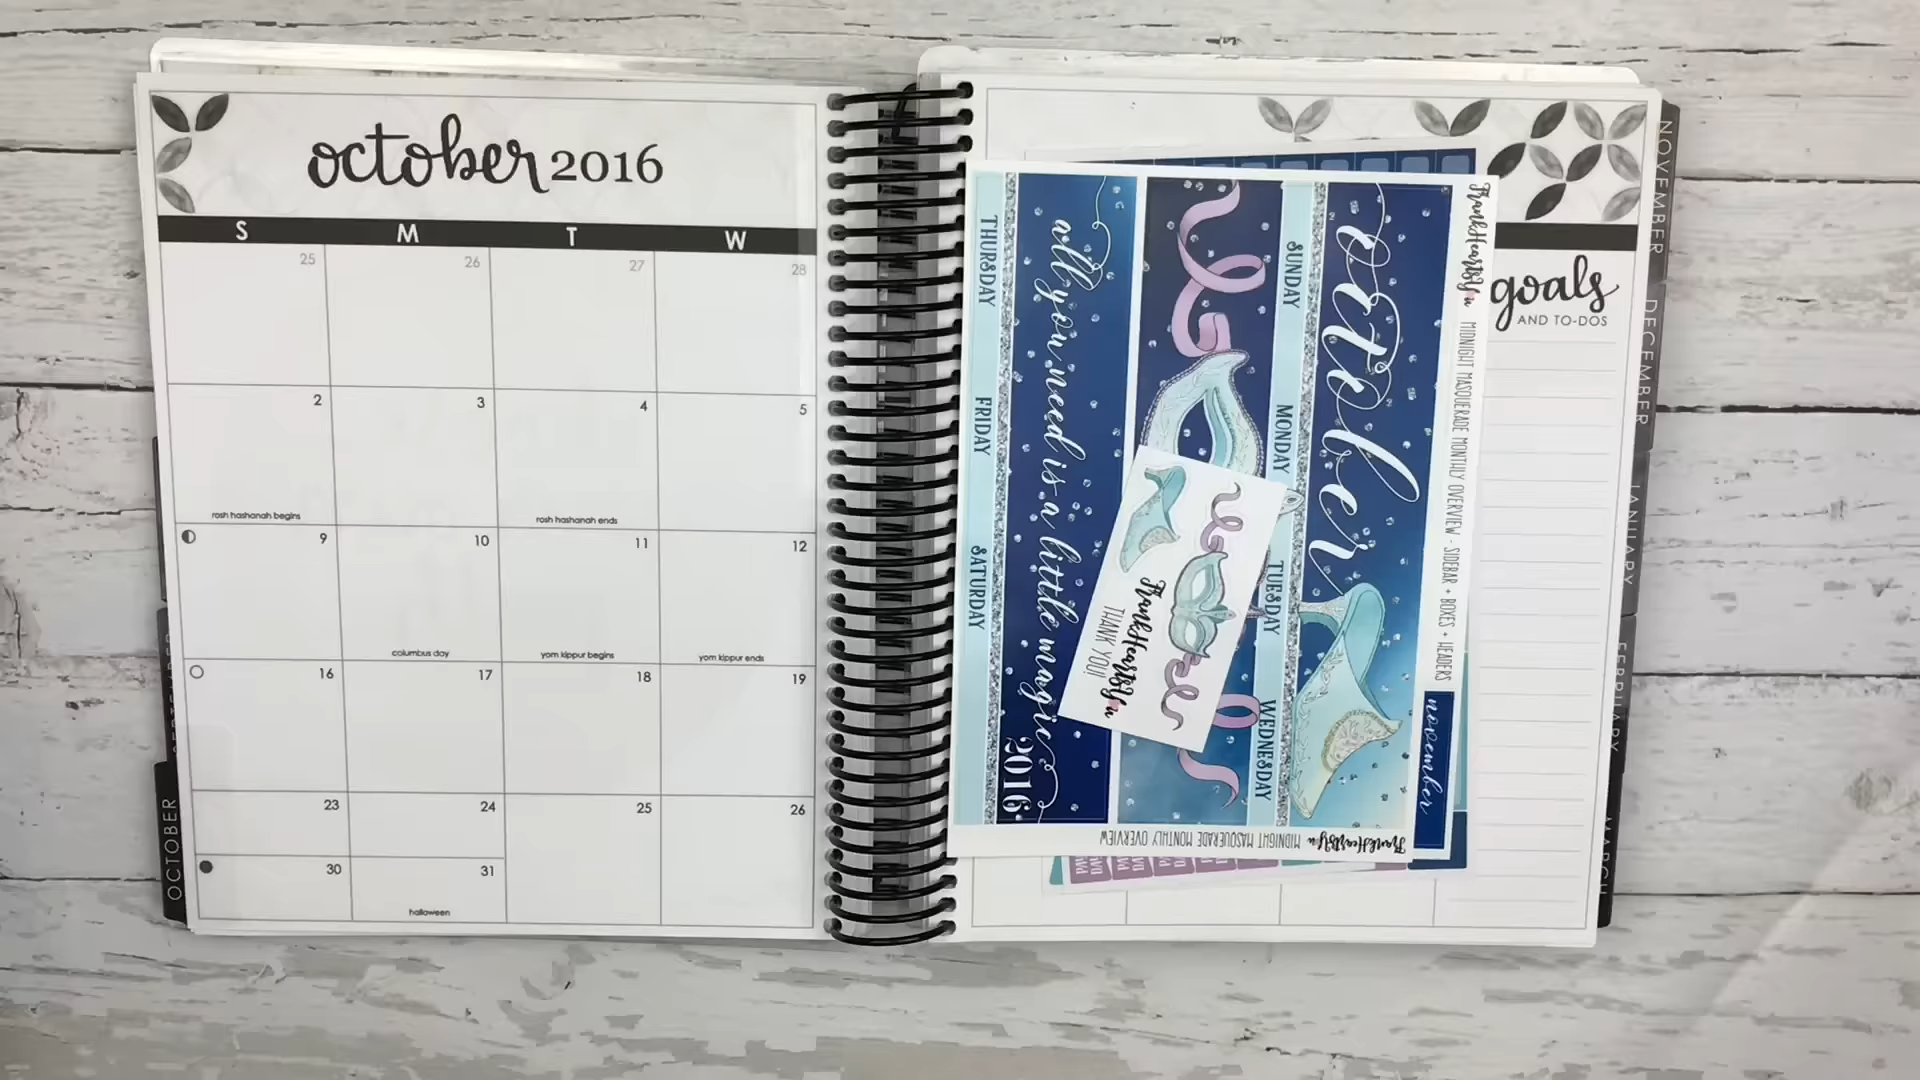 october 2016
S M T W
25 26 27 28
2 3 4 5
rosh hashanah begins rosh hashanah ends
9 10 11 12
columbus day yom kippur begins yom kippur ends
16 17 18 19
23 24 25 26
30 31
halloween
OCTOBER
goals
AND TO-DOS
NOVEMBER
DECEMBER
JANUARY
FEBRUARY
MARCH
THURSDAY
FRIDAY
SATURDAY
all you need is a little magic
2016
SUNDAY
MONDAY
TUESDAY
WEDNESDAY
october
FrankHeartsYou MIDNIGHT MASQUERADE MONTHLY OVERVIEW - SIDEBAR + BOXES + HEADERS
november
FrankHeartsYou MIDNIGHT MASQUERADE MONTHLY OVERVIEW
FrankHeartsYou
THANK YOU!!